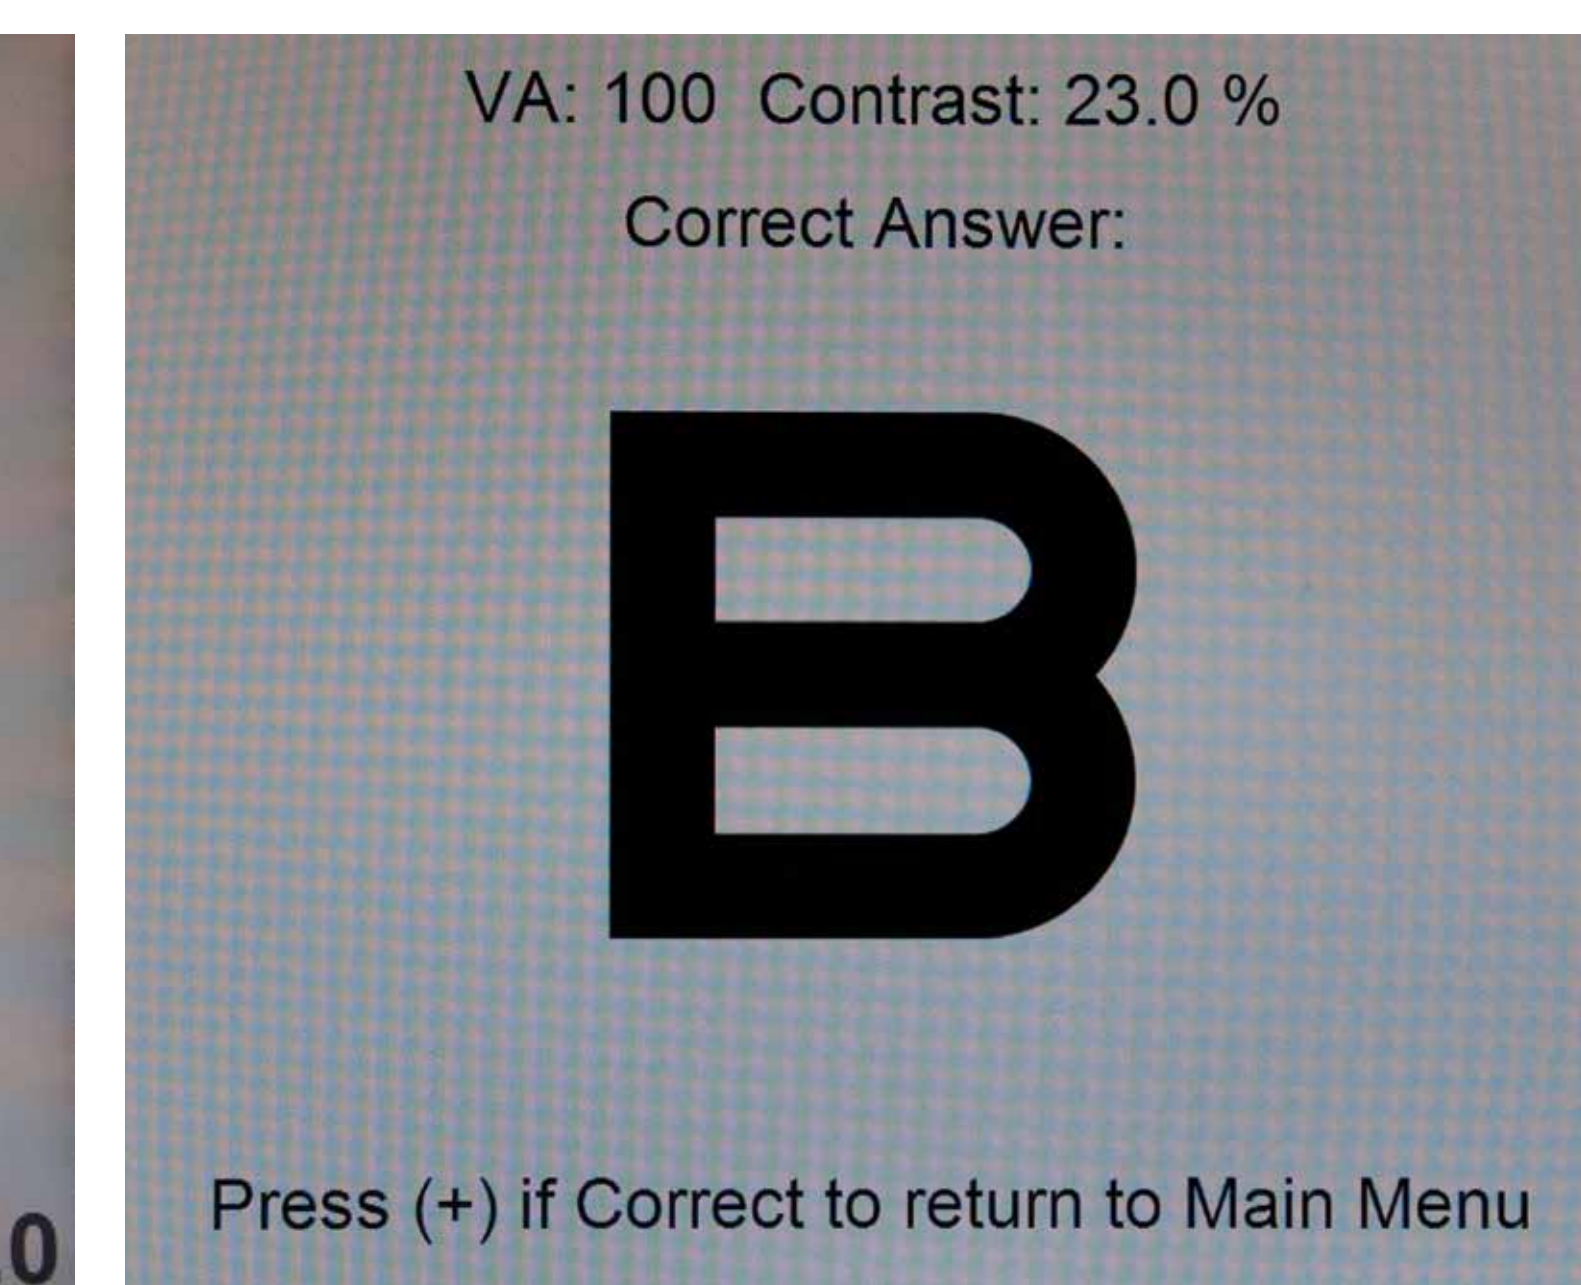 VA: 100 Contrast: 23.0 %
Correct Answer:
B
Press (+) if Correct to return to Main Menu
.0